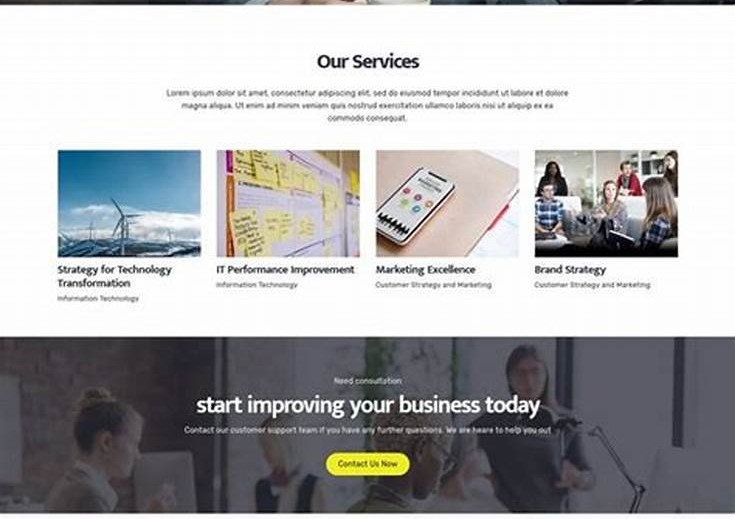 Our Services
Lorem ipsum dolor sit amet, consectetur adipiscing elit, sed do eiusmod tempor incididunt ut labore et dolore
magna aliqua. Ut enim ad minim veniam quis nostrud exercitation ullamco laboris nisi ut aliquip ex ea
commodo consequat.
Strategy for Technology
Transformation
Information Technology
IT Performance Improvement
Information Technology
Marketing Excellence
Customer Strategy and Marketing
Brand Strategy
Customer Strategy and Marketing
Need consultation
start improving your business today
Contact our customer support team if you have any further questions. We are heare to help you out
Contact Us Now